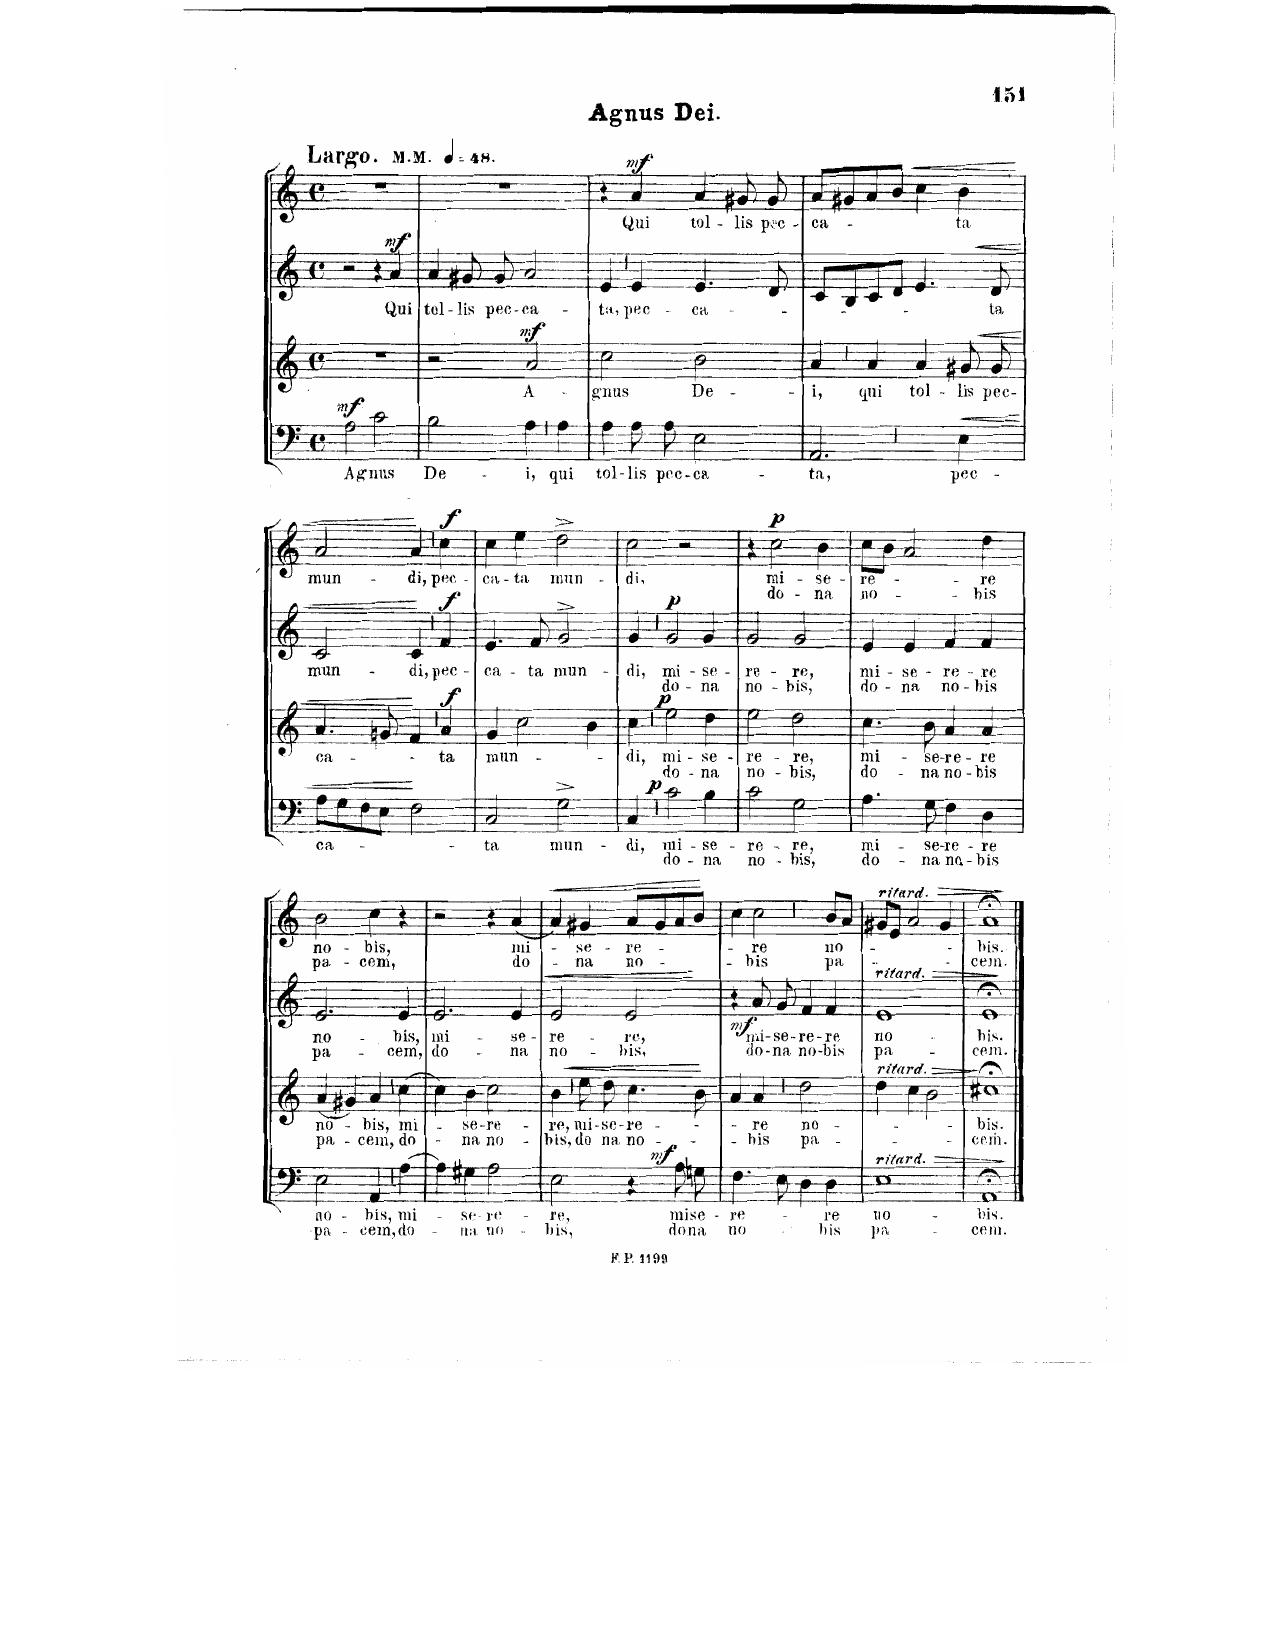 151
Agnus Dei.
Largo. M.M. ♩= 48.
mf
Qui tol - lis pec - ca - ta
mf
Qui tol - lis pec - ca - ta, pec - ca - - - - ta
mf
A - gnus De - i, qui tol - lis pec -
mf
Agnus De - i, qui tol - lis pec - ca - ta, pec -
f p
mun - di, pec - ca - ta mun - di, mi - se - re - - re
do - na no - - bis
f p
mun - di, pec - ca - ta mun - di, mi - se - re - re, mi - se - re - re
do - na no - bis, do - na no - bis
f p
ca - - ta mun - - di, mi - se - re - re, mi - se-re - re
do - na no - bis, do - na no - bis
p
ca - - ta mun - di, mi - se - re - re, mi - se-re - re
do - na no - bis, do - na no - bis
ritard.
no - bis, mi - se - re - - re no - - - bis.
pa - cem, do - na no - - bis pa - - - cem.
mf ritard.
no - bis, mi - se - re - re, mi-se-re-re no - bis.
pa - cem, do - na no - bis, do-na no-bis pa - cem.
ritard.
no - bis, mi - se-re - re, mi-se-re - - re no - - bis.
pa - cem, do - na no - bis, do na no - - bis pa - - cem.
mf ritard.
no - bis, mi - se-re - re, mise - re - re no - bis.
pa - cem, do - na no - bis, dona no - bis pa - cem.
F. P. 1199